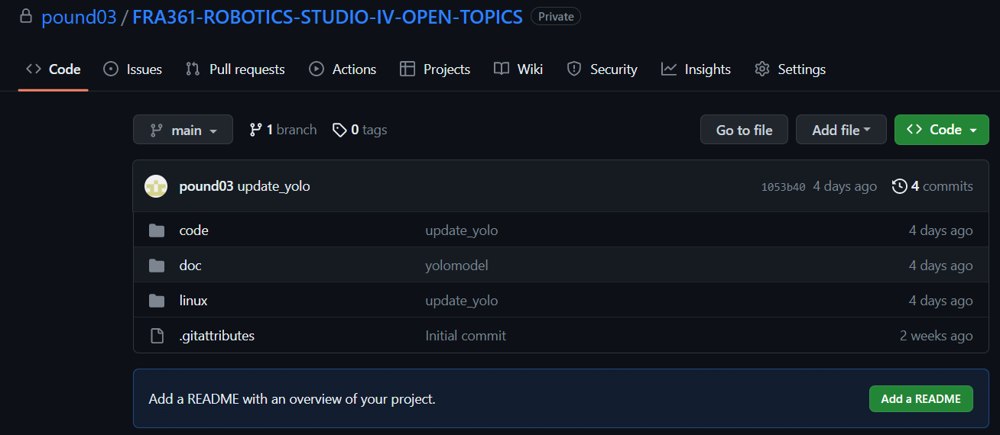 pound03 / FRA361-ROBOTICS-STUDIO-IV-OPEN-TOPICS Private
Code Issues Pull requests Actions Projects Wiki Security Insights Settings
main 1 branch 0 tags Go to file Add file Code
pound03 update_yolo 1053b40 4 days ago 4 commits
code update_yolo 4 days ago
doc yolomodel 4 days ago
linux update_yolo 4 days ago
.gitattributes Initial commit 2 weeks ago
Add a README with an overview of your project. Add a README